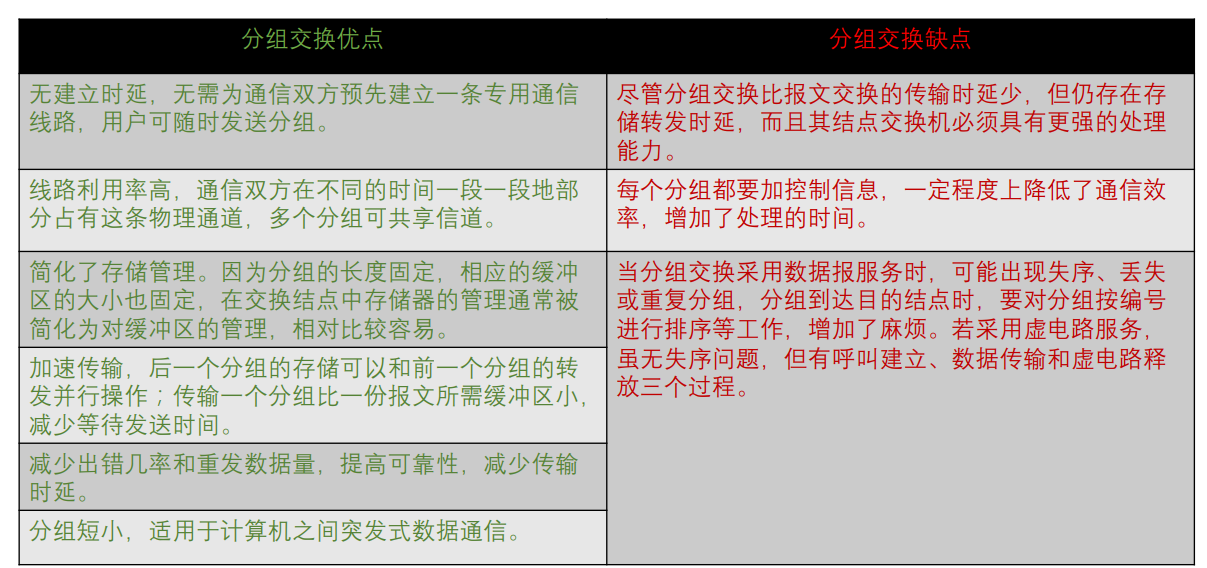 分组交换优点
分组交换缺点
无建立时延，无需为通信双方预先建立一条专用通信
线路，用户可随时发送分组。
尽管分组交换比报文交换的传输时延少，但仍存在存
储转发时延，而且其结点交换机必须具有更强的处理
能力。
线路利用率高，通信双方在不同的时间一段一段地部
分占有这条物理通道，多个分组可共享信道。
每个分组都要加控制信息，一定程度上降低了通信效
率，增加了处理的时间。
简化了存储管理。因为分组的长度固定，相应的缓冲
区的大小也固定，在交换结点中存储器的管理通常被
简化为对缓冲区的管理，相对比较容易。
当分组交换采用数据报服务时，可能出现失序、丢失
或重复分组，分组到达目的结点时，要对分组按编号
进行排序等工作，增加了麻烦。若采用虚电路服务，
虽无失序问题，但有呼叫建立、数据传输和虚电路释
放三个过程。
加速传输，后一个分组的存储可以和前一个分组的转
发并行操作；传输一个分组比一份报文所需缓冲区小，
减少等待发送时间。
减少出错几率和重发数据量，提高可靠性，减少传输
时延。
分组短小，适用于计算机之间突发式数据通信。